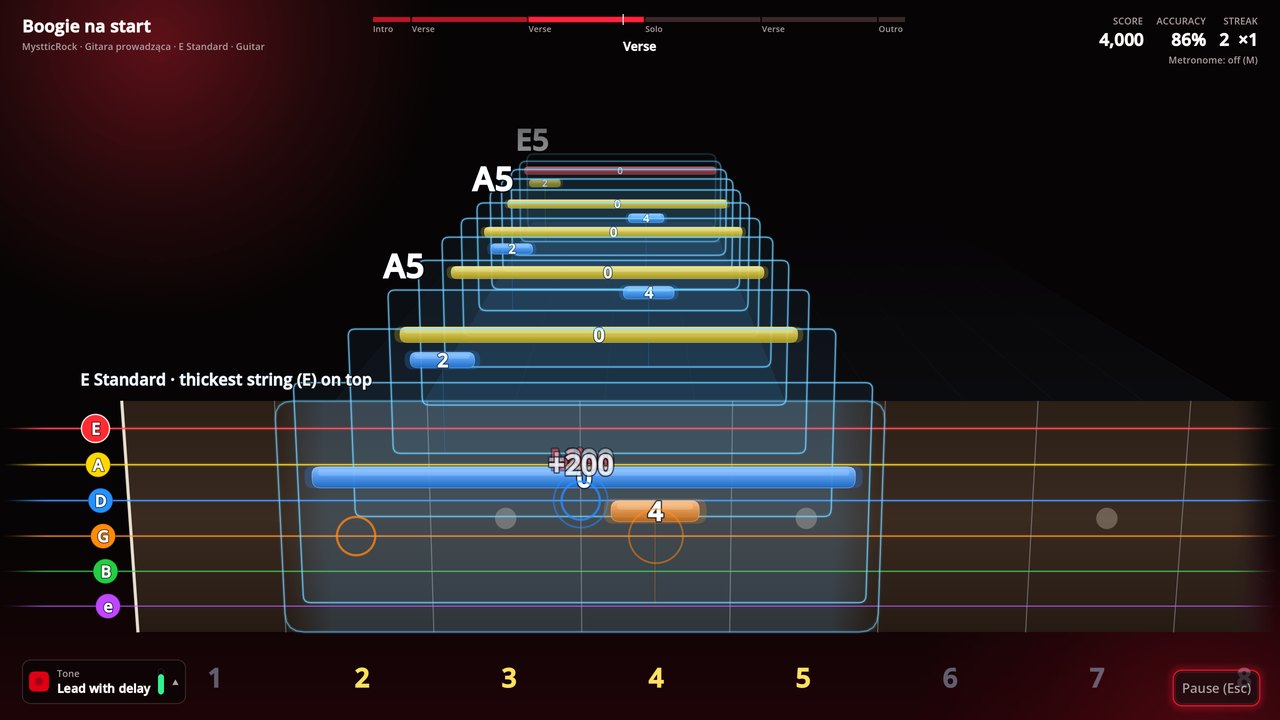 Boogie na start
MystticRock · Gitara prowadząca · E Standard · Guitar
Intro Verse Verse Solo Verse Outro
Verse
SCORE ACCURACY STREAK
4,000 86% 2 ×1
Metronome: off (M)
E5
0
2
A5
0
4
0
2
A5
0
4
0
2
E Standard · thickest string (E) on top
E
A
+200
0
D
4
G
B
e
Tone
Lead with delay ▲
1 2 3 4 5 6 7 8
Pause (Esc)